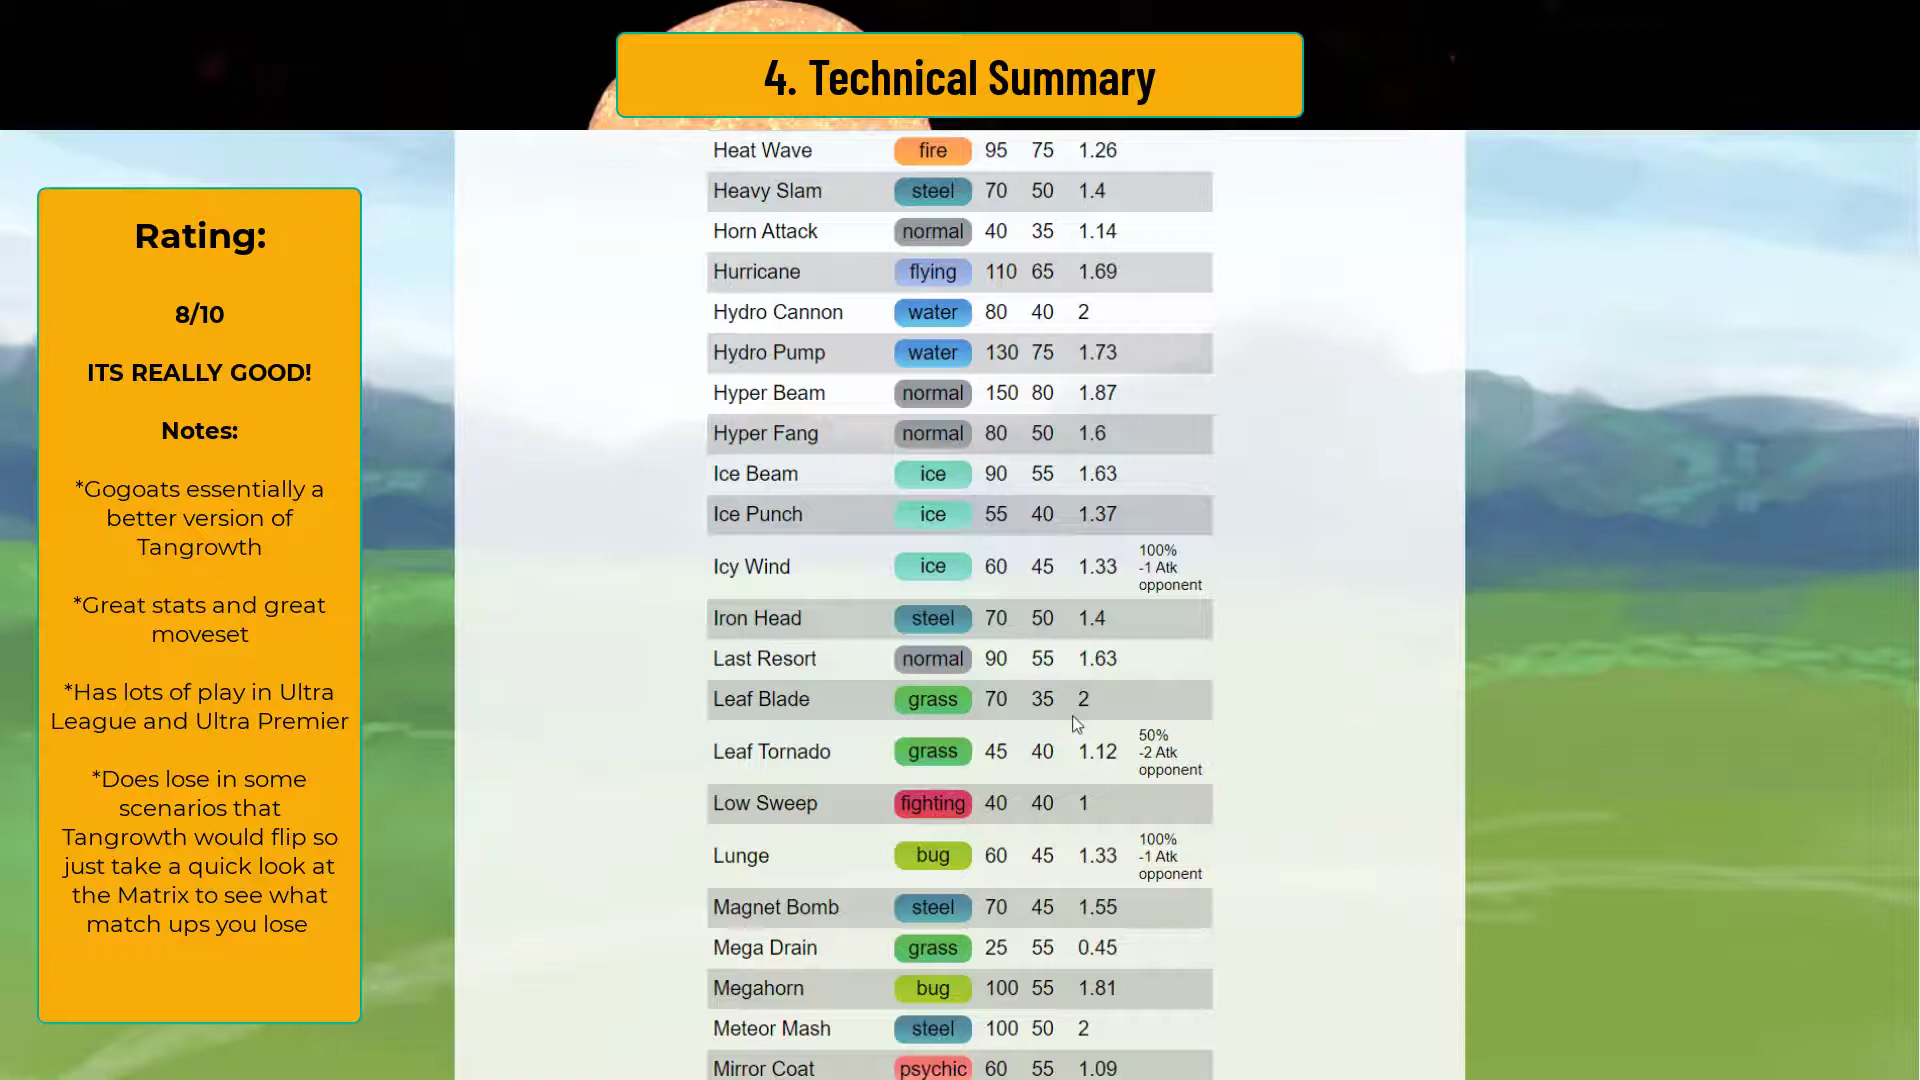 4. Technical Summary
Rating:
8/10
ITS REALLY GOOD!
Notes:
*Gogoats essentially a
better version of
Tangrowth
*Great stats and great
moveset
*Has lots of play in Ultra
League and Ultra Premier
*Does lose in some
scenarios that
Tangrowth would flip so
just take a quick look at
the Matrix to see what
match ups you lose
Heat Wave fire 95 75 1.26
Heavy Slam steel 70 50 1.4
Horn Attack normal 40 35 1.14
Hurricane flying 110 65 1.69
Hydro Cannon water 80 40 2
Hydro Pump water 130 75 1.73
Hyper Beam normal 150 80 1.87
Hyper Fang normal 80 50 1.6
Ice Beam ice 90 55 1.63
Ice Punch ice 55 40 1.37
Icy Wind ice 60 45 1.33 100%
-1 Atk
opponent
Iron Head steel 70 50 1.4
Last Resort normal 90 55 1.63
Leaf Blade grass 70 35 2
Leaf Tornado grass 45 40 1.12 50%
-2 Atk
opponent
Low Sweep fighting 40 40 1
Lunge bug 60 45 1.33 100%
-1 Atk
opponent
Magnet Bomb steel 70 45 1.55
Mega Drain grass 25 55 0.45
Megahorn bug 100 55 1.81
Meteor Mash steel 100 50 2
Mirror Coat psychic 60 55 1.09